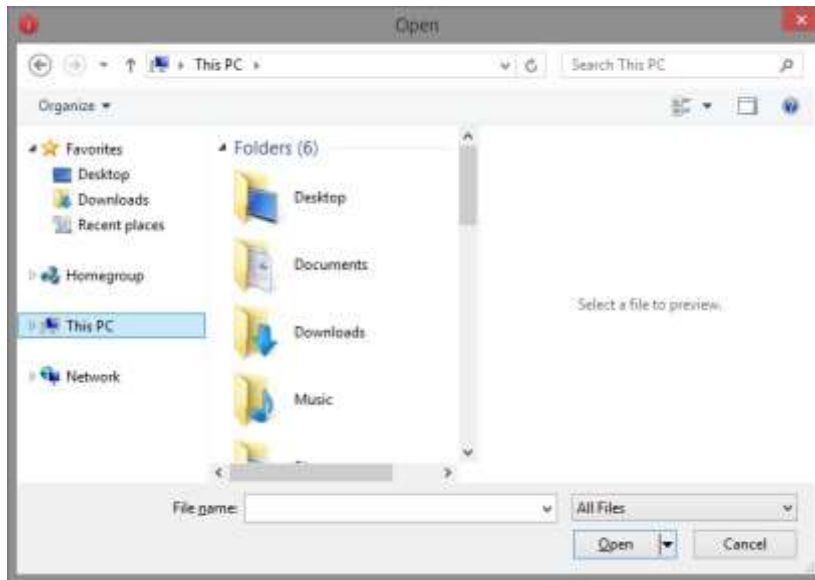 Open
This PC
Search This PC
Organize
Favorites
Desktop
Downloads
Recent places
Homegroup
This PC
Network
Folders (6)
Desktop
Documents
Downloads
Music
Select a file to preview.
File name:
All Files
Open
Cancel